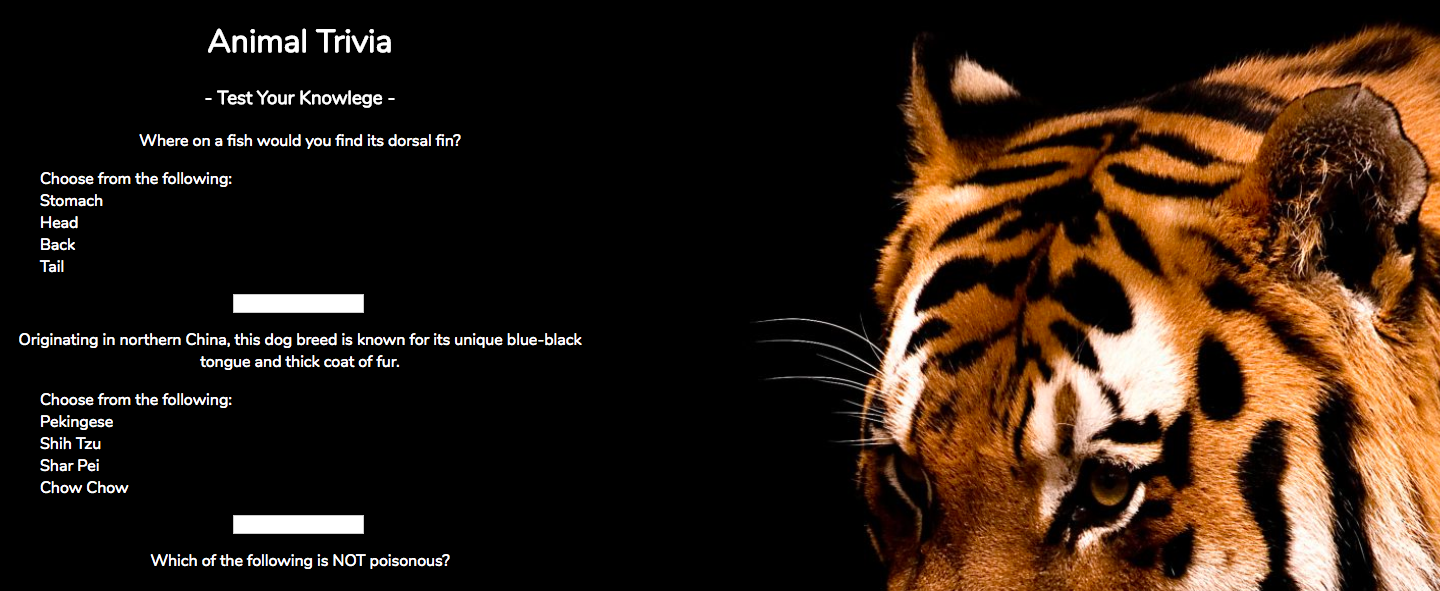 Animal Trivia
- Test Your Knowlege -
Where on a fish would you find its dorsal fin?
Choose from the following:
Stomach
Head
Back
Tail
Originating in northern China, this dog breed is known for its unique blue-black
tongue and thick coat of fur.
Choose from the following:
Pekingese
Shih Tzu
Shar Pei
Chow Chow
Which of the following is NOT poisonous?